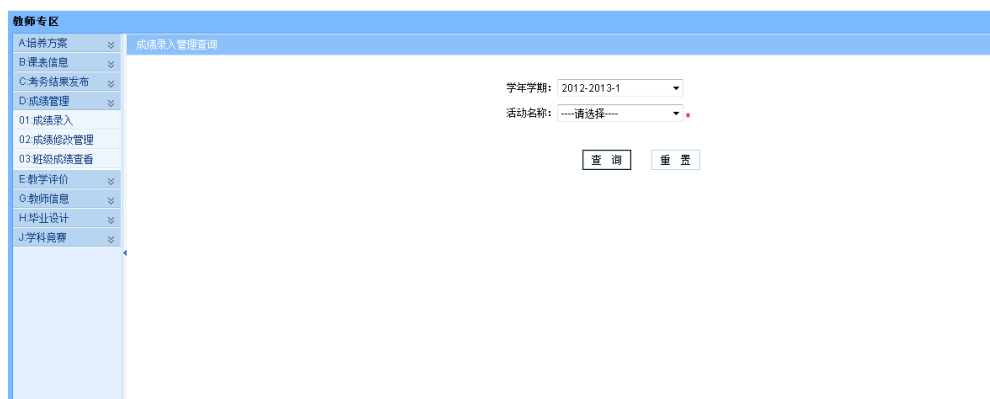 教师专区
A:培养方案
B:课表信息
C:考务结果发布
D:成绩管理
01:成绩录入
02:成绩修改管理
03:班级成绩查看
E:教学评价
G:教师信息
H:毕业设计
J:学科竞赛
成绩录入管理查询
学年学期： 2012-2013-1
活动名称： ----请选择---- *
查 询 重 置